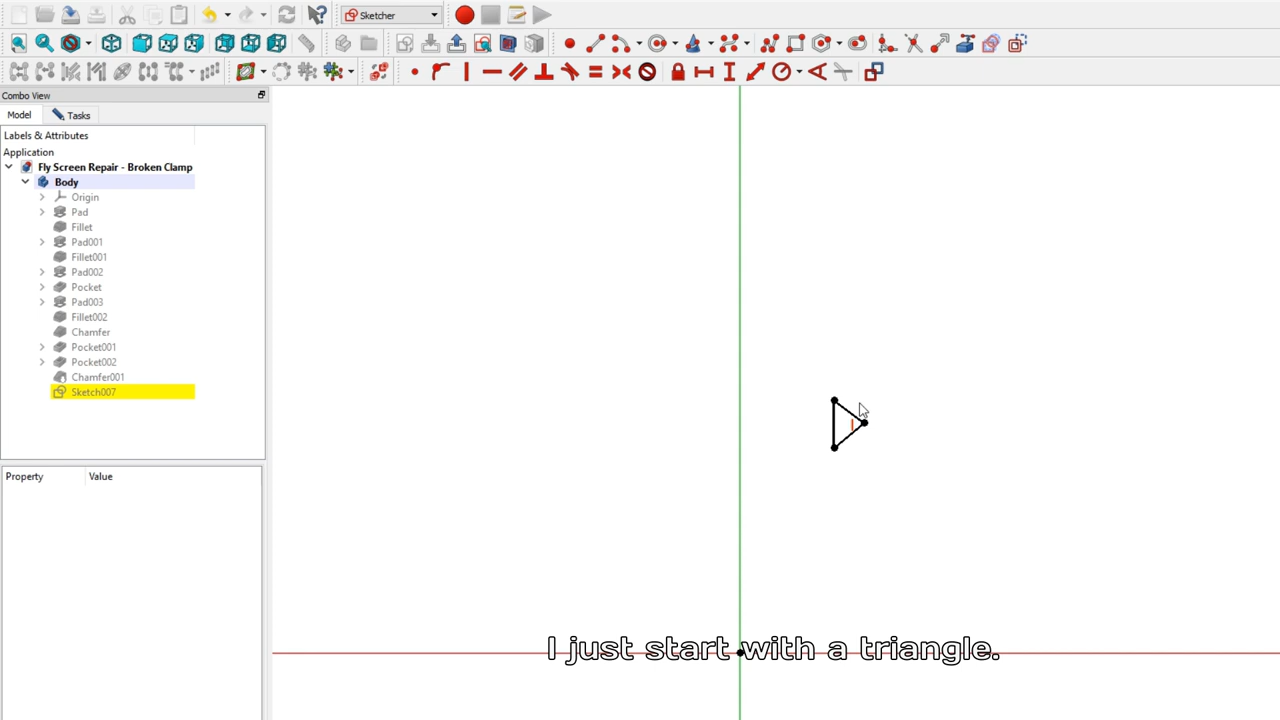 Sketcher
Combo View
Model
Tasks
Labels & Attributes
Application
Fly Screen Repair - Broken Clamp
Body
Origin
Pad
Fillet
Pad001
Fillet001
Pad002
Pocket
Pad003
Fillet002
Chamfer
Pocket001
Pocket002
Chamfer001
Sketch007
Property Value
I just start with a triangle.